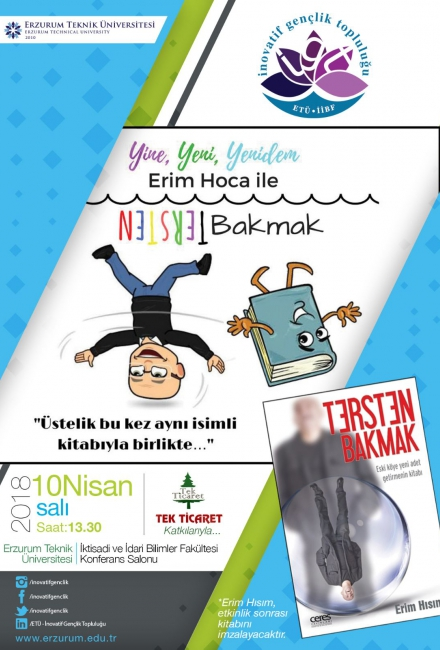 ERZURUM TEKNİK ÜNİVERSİTESİ
ERZURUM TECHNICAL UNIVERSITY
2010
inovatif gençlik topluluğu
ETÜ•İİBF
Yine, Yeni, Yenidem
Erim Hoca ile
TERSTEN Bakmak
"Üstelik bu kez aynı isimli
kitabıyla birlikte..."
TERSTEN
BAKMAK
Eski köye yeni adet
getirmenin kitabı
Erim Hısım
ceres
2018
10Nisan
salı
Saat:13.30
Tek
Ticaret
TEK TİCARET
Katkılarıyla...
Erzurum Teknik
Üniversitesi
İktisadi ve İdari Bilimler Fakültesi
Konferans Salonu
/inovatifgenclik
/inovatifgenclik
/ETÜ - İnovatif Gençlik Topluluğu
www.erzurum.edu.tr
*Erim Hısım,
etkinlik sonrası
kitabını
imzalayacaktır.